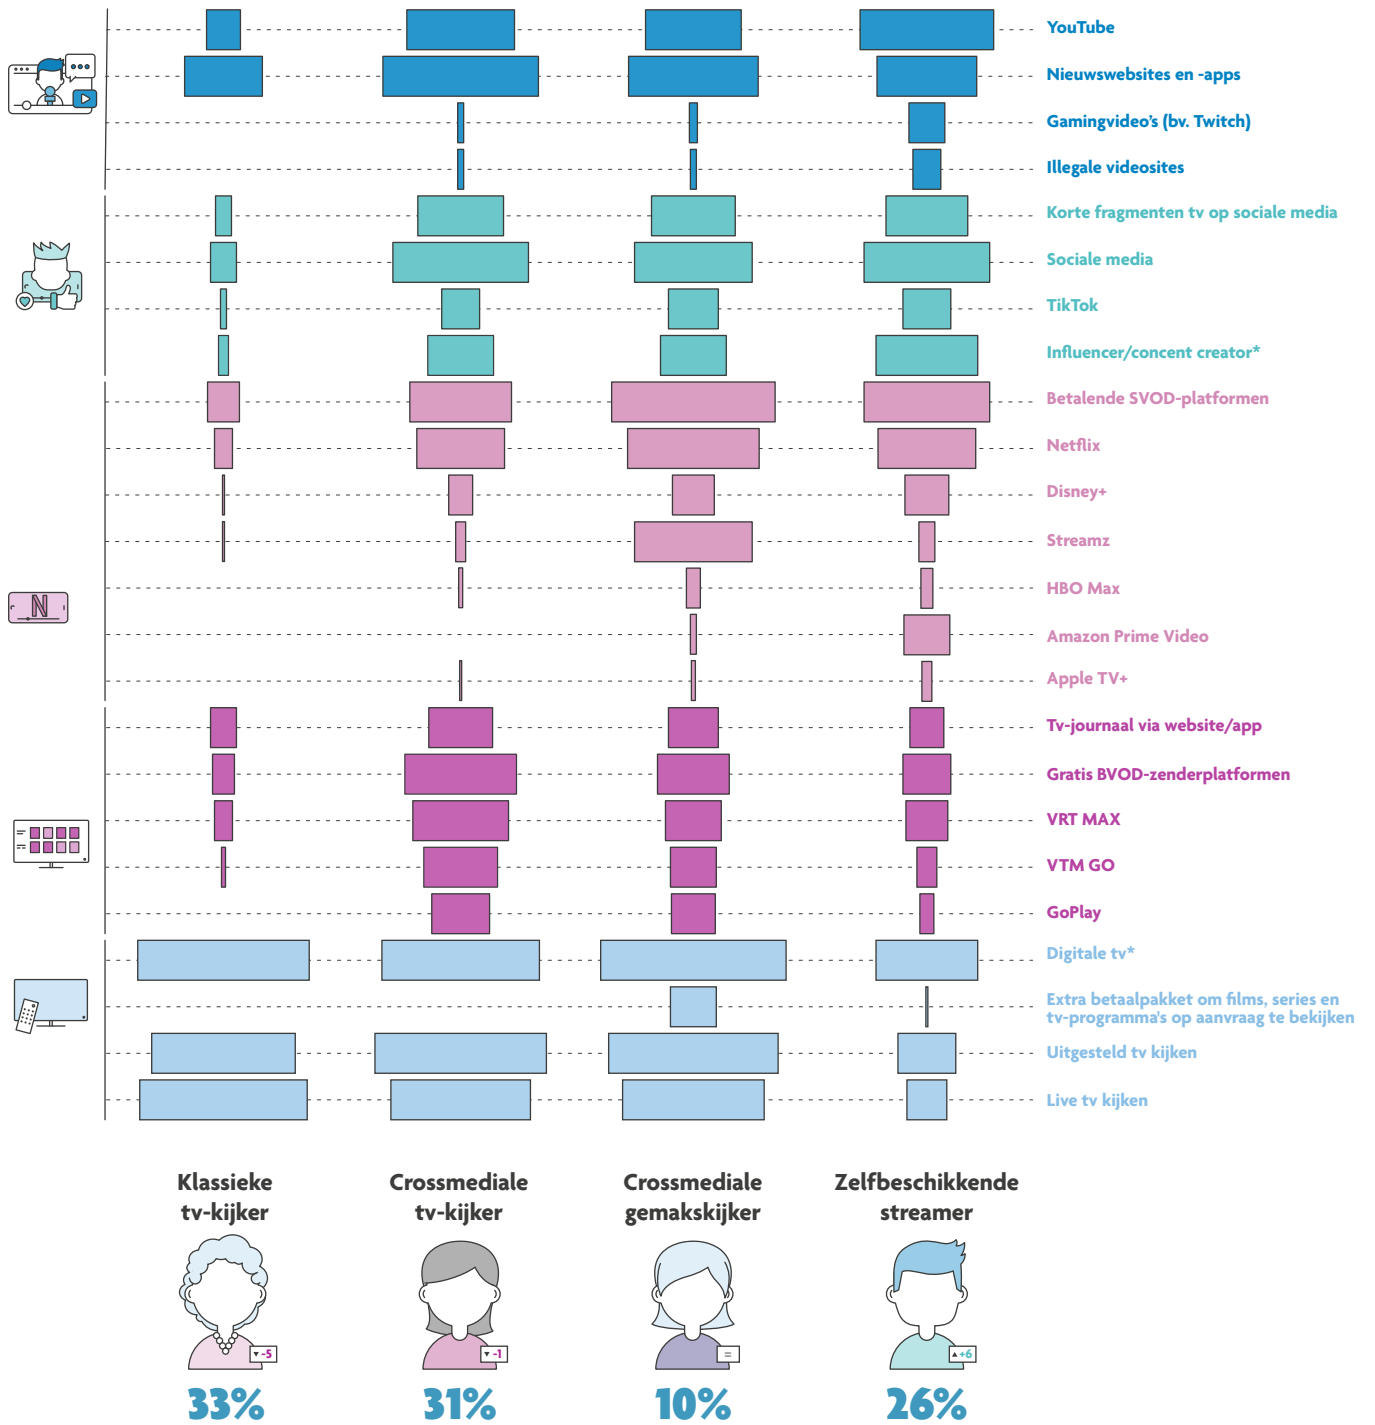 YouTube
Nieuwswebsites en -apps
Gamingvideo's (bv. Twitch)
Illegale videosites
Korte fragmenten tv op sociale media
Sociale media
TikTok
Influencer/concent creator*
Betalende SVOD-platformen
Netflix
Disney+
Streamz
HBO Max
N
Amazon Prime Video
Apple TV+
Tv-journaal via website/app
Gratis BVOD-zenderplatformen
VRT MAX
VTM GO
GoPlay
Digitale tv*
Extra betaalpakket om films, series en
tv-programma's op aanvraag te bekijken
Uitgesteld tv kijken
Live tv kijken
Klassieke
tv-kijker
Crossmediale
tv-kijker
Crossmediale
gemakskijker
Zelfbeschikkende
streamer
▼ -5
▼ -1
=
▲ +6
33%
31%
10%
26%